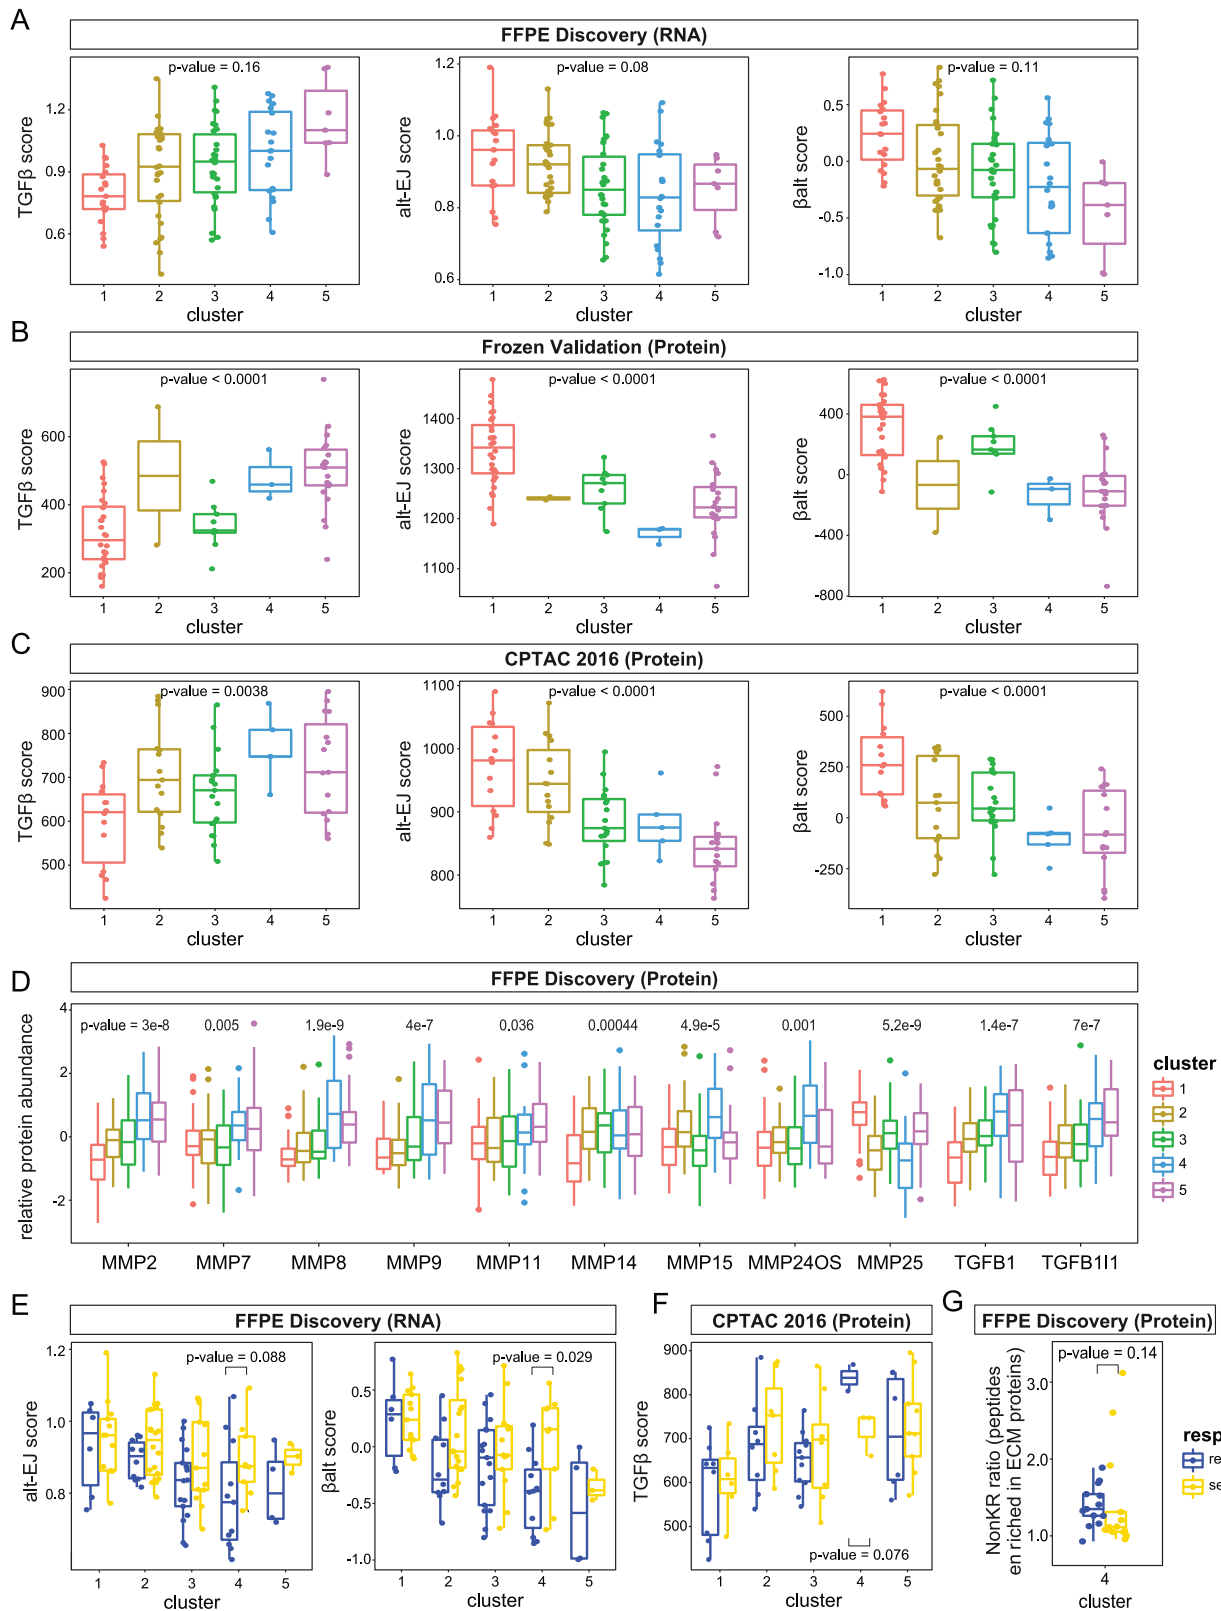 A
FFPE Discovery (RNA)
p-value = 0.16
p-value = 0.08
p-value = 0.11
TGFβ score
1.2
0.9
0.6
alt-EJ score
1.2
1.0
0.8
0.6
βalt score
0.5
0.0
-0.5
-1.0
1 2 3 4 5
1 2 3 4 5
1 2 3 4 5
cluster
cluster
cluster
B
Frozen Validation (Protein)
p-value < 0.0001
p-value < 0.0001
p-value < 0.0001
TGFβ score
600
400
200
alt-EJ score
1400
1300
1200
1100
βalt score
400
0
-400
-800
1 2 3 4 5
1 2 3 4 5
1 2 3 4 5
cluster
cluster
cluster
C
CPTAC 2016 (Protein)
p-value = 0.0038
p-value < 0.0001
p-value < 0.0001
TGFβ score
900
800
700
600
500
alt-EJ score
1100
1000
900
800
βalt score
500
250
0
-250
1 2 3 4 5
1 2 3 4 5
1 2 3 4 5
cluster
cluster
cluster
D
FFPE Discovery (Protein)
relative protein abundance
4
2
0
-2
p-value = 3e-8 0.005 1.9e-9 4e-7 0.036 0.00044 4.9e-5 0.001 5.2e-9 1.4e-7 7e-7
MMP2 MMP7 MMP8 MMP9 MMP11 MMP14 MMP15 MMP24OS MMP25 TGFB1 TGFB1I1
cluster
1
2
3
4
5
E
FFPE Discovery (RNA)
p-value = 0.088
p-value = 0.029
alt-EJ score
1.2
1.0
0.8
βalt score
0.5
0.0
-0.5
-1.0
1 2 3 4 5
1 2 3 4 5
cluster
cluster
F
CPTAC 2016 (Protein)
TGFβ score
900
800
700
600
500
p-value = 0.076
1 2 3 4 5
cluster
G
FFPE Discovery (Protein)
p-value = 0.14
NonKR ratio (peptides
en riched in ECM proteins)
3.0
2.0
1.0
4
cluster
resp
re
se